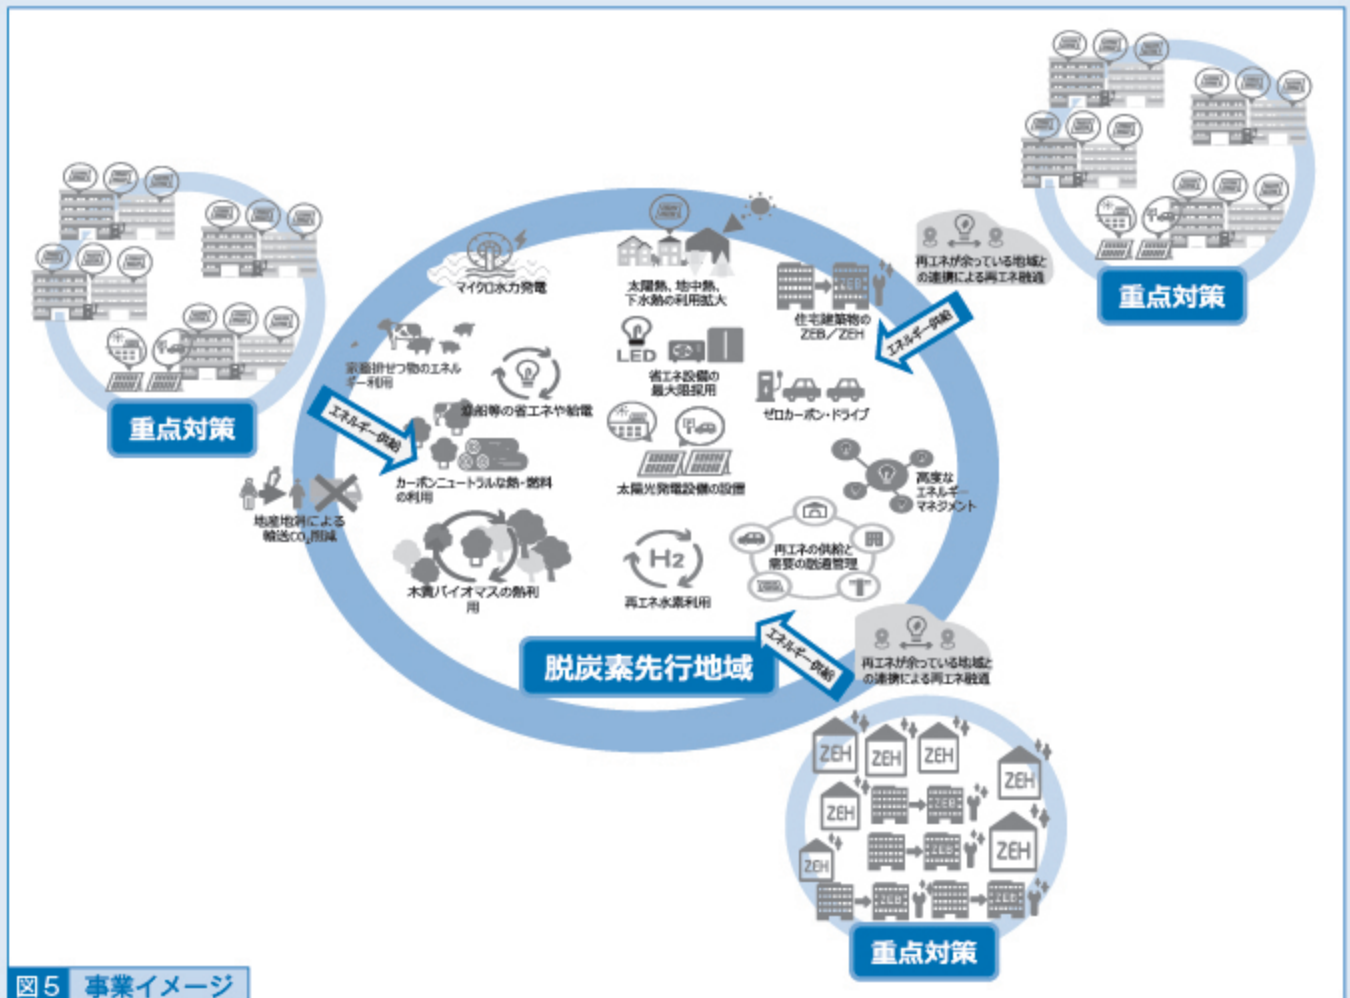 再エネが余っている地域と
の連携による再エネ融通
エネルギー供給
重点対策
重点対策
エネルギー供給
地産地消による
輸送CO₂削減
マイクロ水力発電
太陽熱、地中熱、
下水熱の利用拡大
ZEB
住宅建築物の
ZEB/ZEH
家畜排せつ物のエネル
ギー利用
漁船等の省エネや給電
LED
省エネ設備の
最大限採用
ゼロカーボン・ドライブ
カーボンニュートラルな熱・燃料
の利用
太陽光発電設備の設置
高度な
エネルギー
マネジメント
木質バイオマスの熱利
用
H2
再エネ水素利用
再エネの供給と
需要の融通管理
脱炭素先行地域
エネルギー供給
再エネが余っている地域と
の連携による再エネ融通
ZEH
ZEH
ZEH
ZEH
ZEH
ZEB
ZEB
ZEH
ZEH
ZEB
ZEB
重点対策
図5 事業イメージ